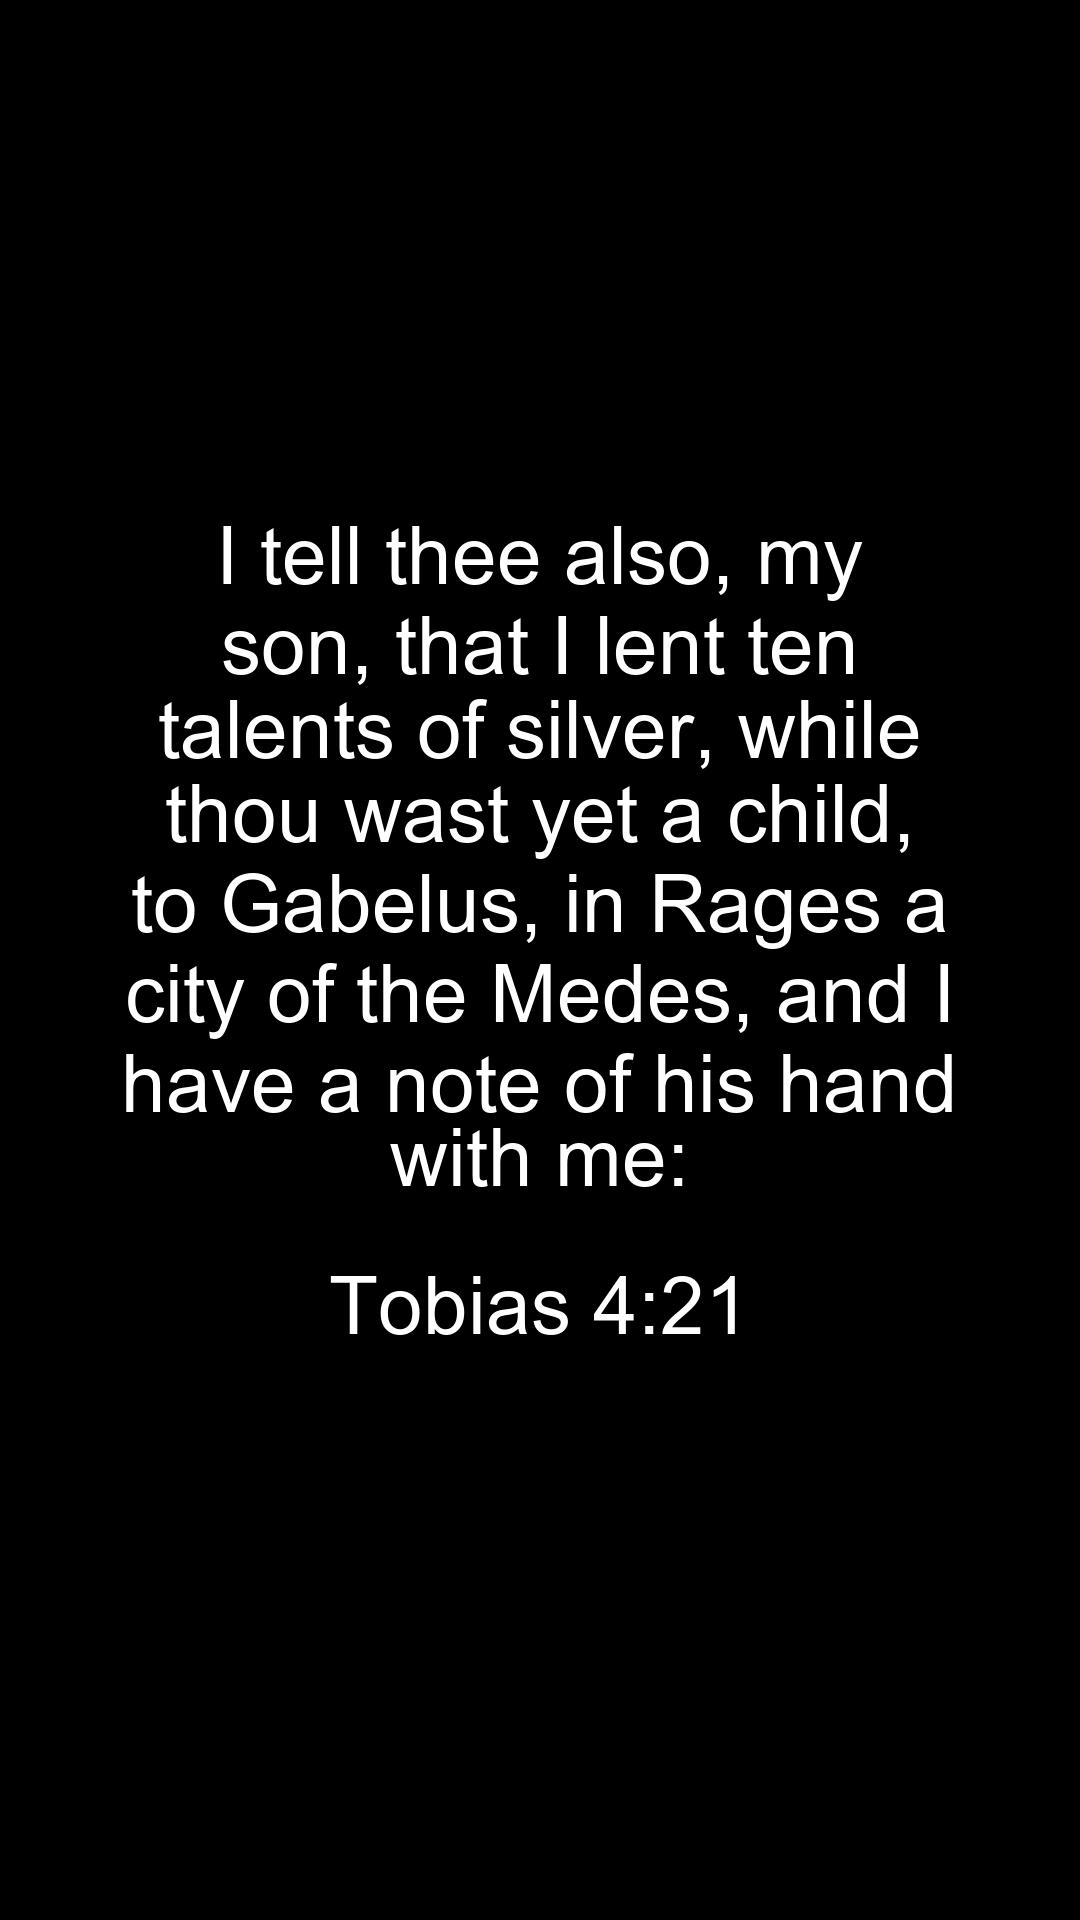 I tell thee also, my
son, that I lent ten
talents of silver, while
thou wast yet a child,
to Gabelus, in Rages a
city of the Medes, and I
have a note of his hand
with me:
Tobias 4:21